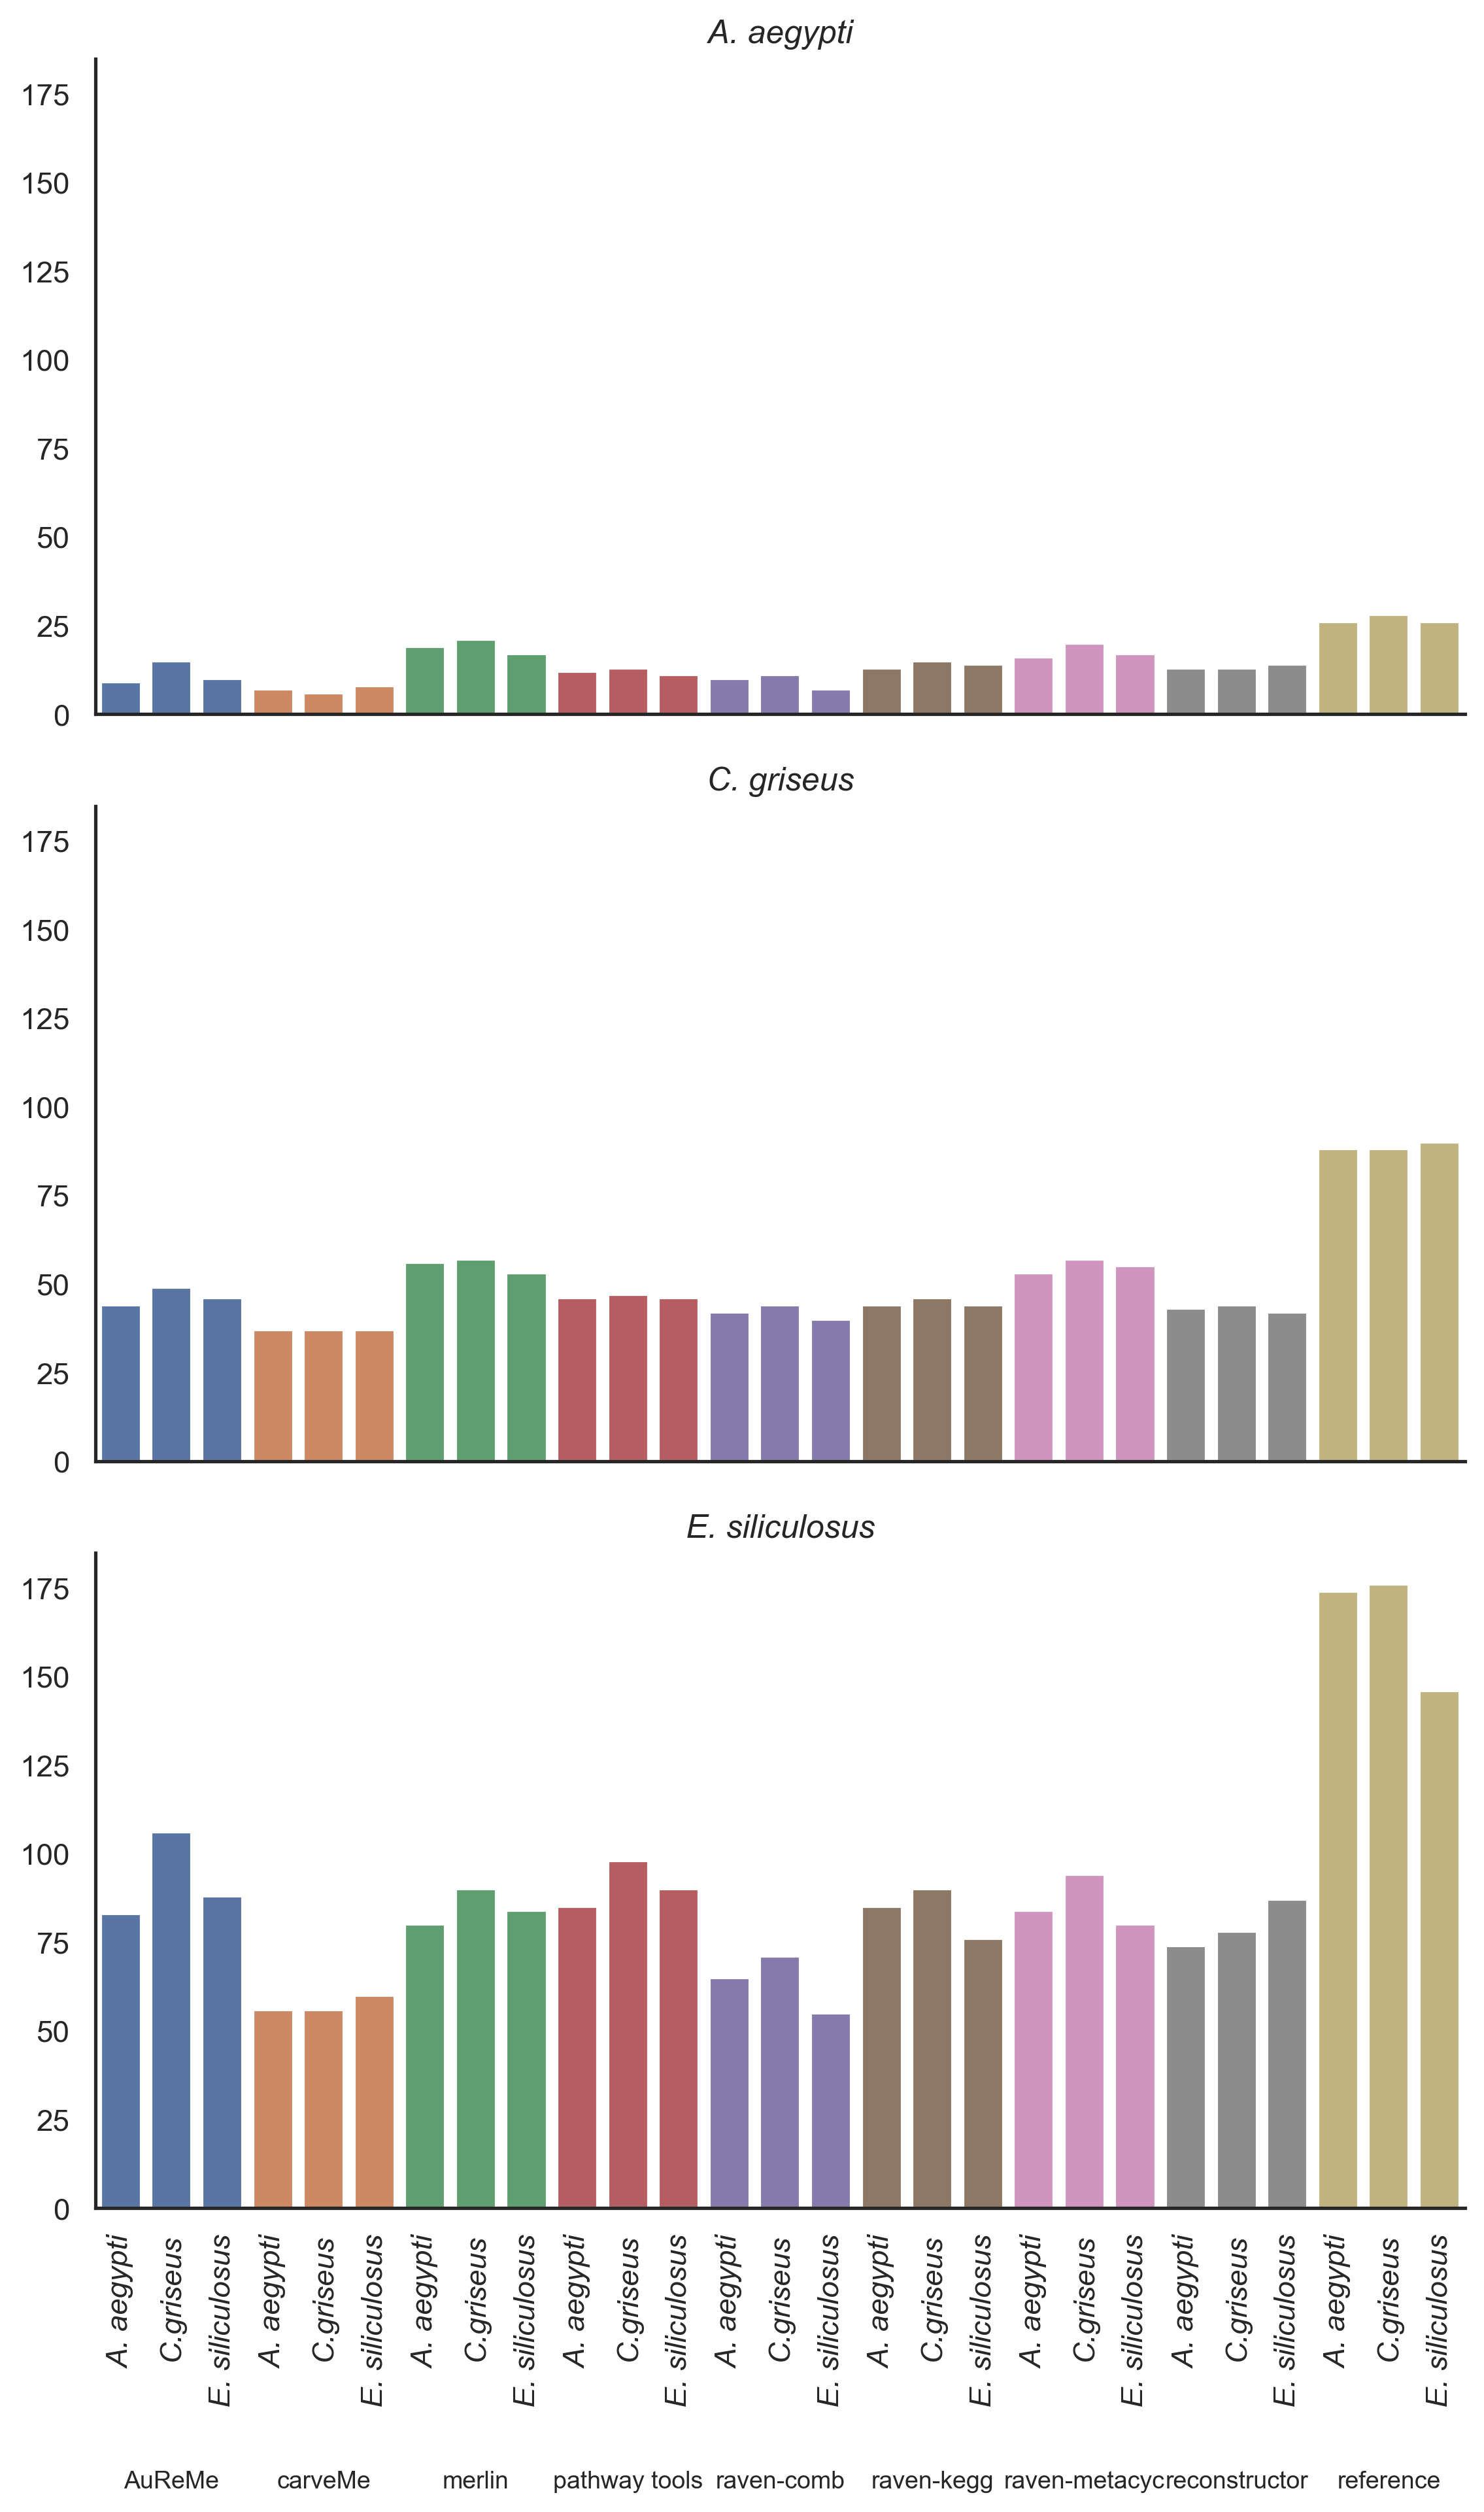 A. aegypti
175
150
125
100
75
50
25
0
C. griseus
175
150
125
100
75
50
25
0
E. siliculosus
175
150
125
100
75
50
25
0
A. aegypti
C.griseus
E. siliculosus
A. aegypti
C.griseus
E. siliculosus
A. aegypti
C.griseus
E. siliculosus
A. aegypti
C.griseus
E. siliculosus
A. aegypti
C.griseus
E. siliculosus
A. aegypti
C.griseus
E. siliculosus
A. aegypti
C.griseus
E. siliculosus
A. aegypti
C.griseus
E. siliculosus
A. aegypti
C.griseus
E. siliculosus
AuReMe carveMe merlin pathway tools raven-comb raven-kegg raven-metacyc reconstructor reference